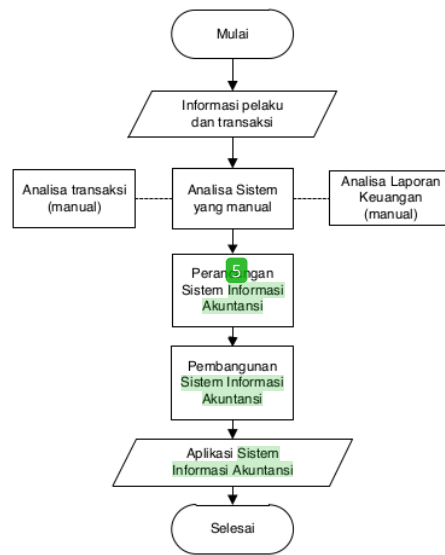 Mulai
Informasi pelaku
dan transaksi
Analisa transaksi
(manual)
Analisa Sistem
yang manual
Analisa Laporan
Keuangan
(manual)
5
Sistem Informasi
Akuntansi
Pembangunan
Sistem Informasi
Akuntansi
Aplikasi Sistem
Informasi Akuntansi
Selesai